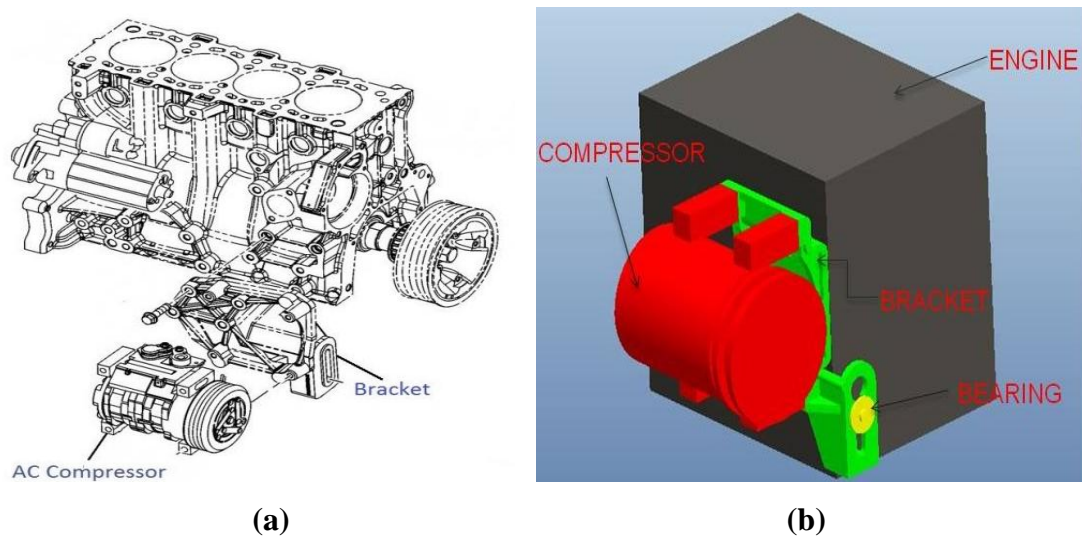 Bracket
AC Compressor
(a)
ENGINE
COMPRESSOR
BRACKET
BEARING
(b)